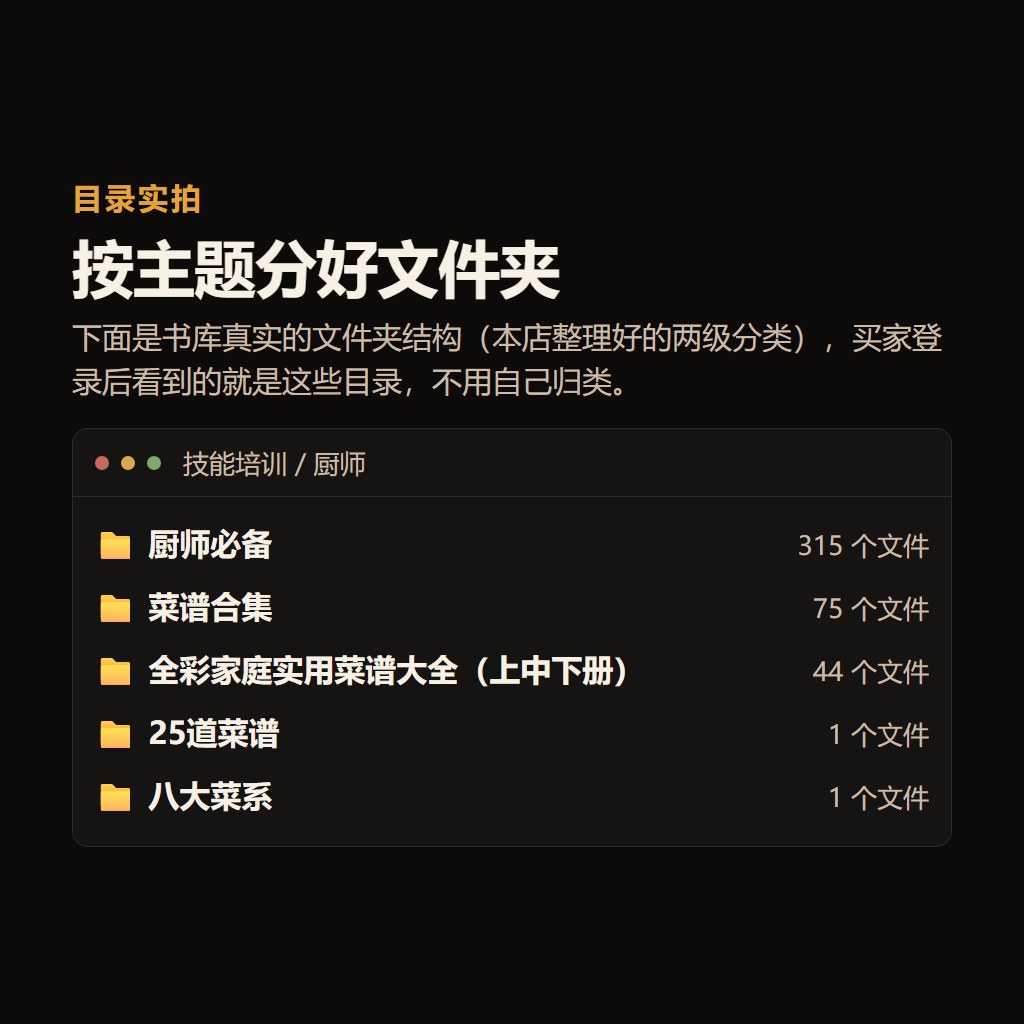 目录实拍
按主题分好文件夹
下面是书库真实的文件夹结构（本店整理好的两级分类），买家登
录后看到的就是这些目录，不用自己归类。
技能培训 / 厨师
厨师必备 315 个文件
菜谱合集 75 个文件
全彩家庭实用菜谱大全（上中下册） 44 个文件
25道菜谱 1 个文件
八大菜系 1 个文件